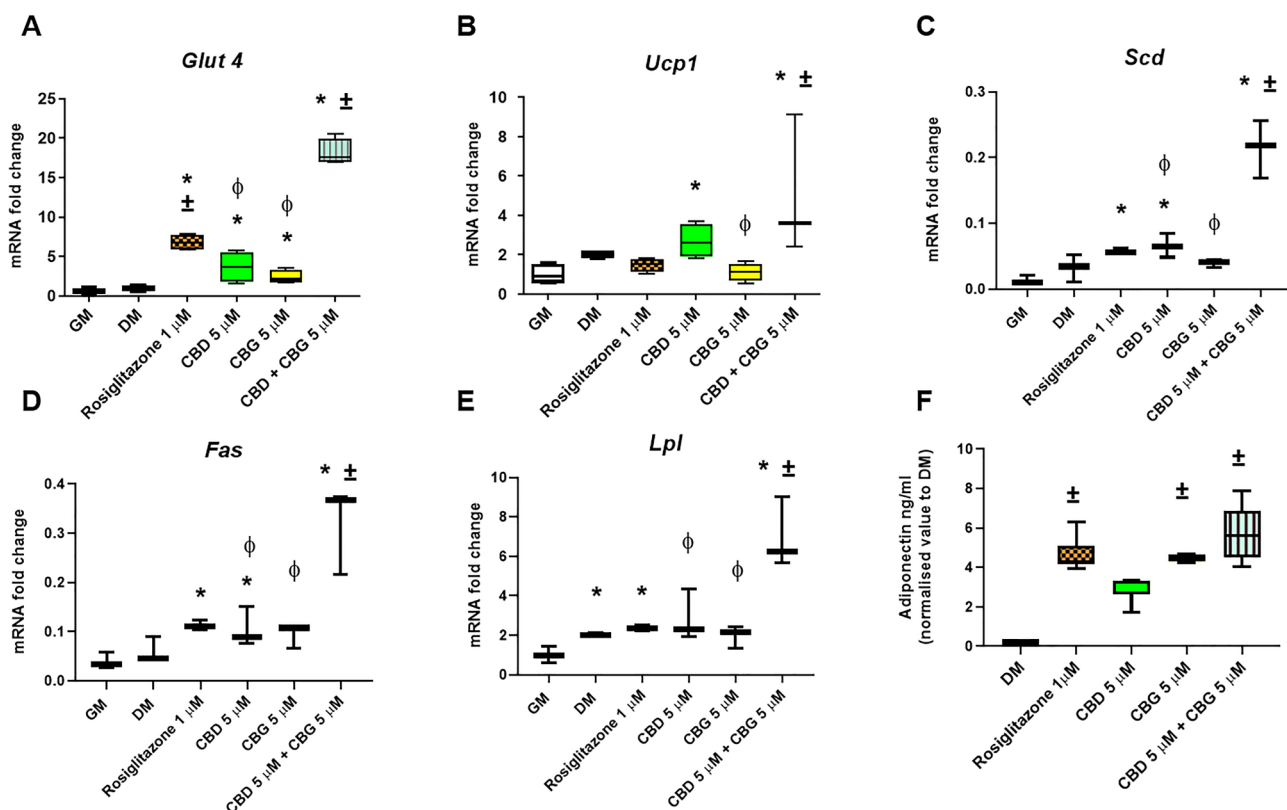 A
Glut 4
mRNA fold change
25
20
15
10
5
0
* ±
*
±
ϕ
*
ϕ
*
GM
DM
Rosiglitazone 1 μM
CBD 5 μM
CBG 5 μM
CBD + CBG 5 μM
B
Ucp1
mRNA fold change
10
8
6
4
2
0
* ±
*
ϕ
GM
DM
Rosiglitazone 1 μM
CBD 5 μM
CBG 5 μM
CBD + CBG 5 μM
C
Scd
mRNA fold change
0.3
0.2
0.1
0.0
* ±
ϕ
*
*
ϕ
GM
DM
Rosiglitazone 1 μM
CBD 5 μM
CBG 5 μM
CBD 5 μM + CBG 5 μM
D
Fas
mRNA fold change
0.4
0.3
0.2
0.1
0.0
* ±
ϕ
*
*
ϕ
GM
DM
Rosiglitazone 1 μM
CBD 5 μM
CBG 5 μM
CBD 5 μM + CBG 5 μM
E
Lpl
mRNA fold change
10
8
6
4
2
0
* ±
ϕ
*
*
ϕ
GM
DM
Rosiglitazone 1 μM
CBD 5 μM
CBG 5 μM
CBD 5 μM + CBG 5 μM
F
Adiponectin ng/ml
(normalised value to DM)
10
8
6
4
2
0
±
±
±
DM
Rosiglitazone 1μM
CBD 5 μM
CBG 5 μM
CBD 5 μM + CBG 5 μM